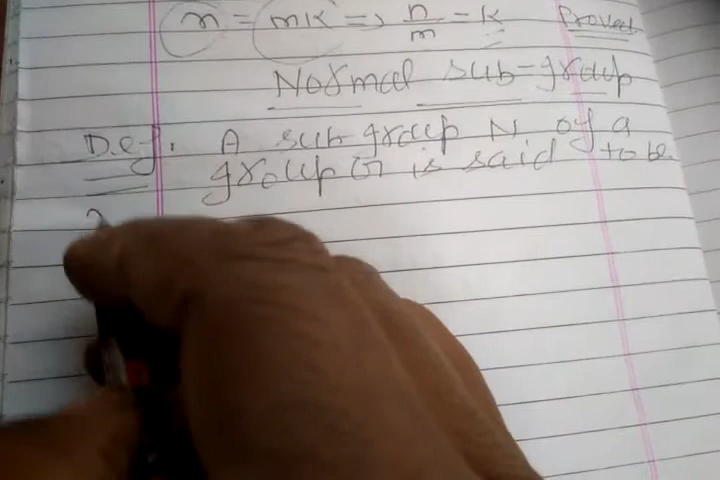 n = mk => n/m = k Proved
Normal sub-group
Def. A sub group N of a
group G is said to be